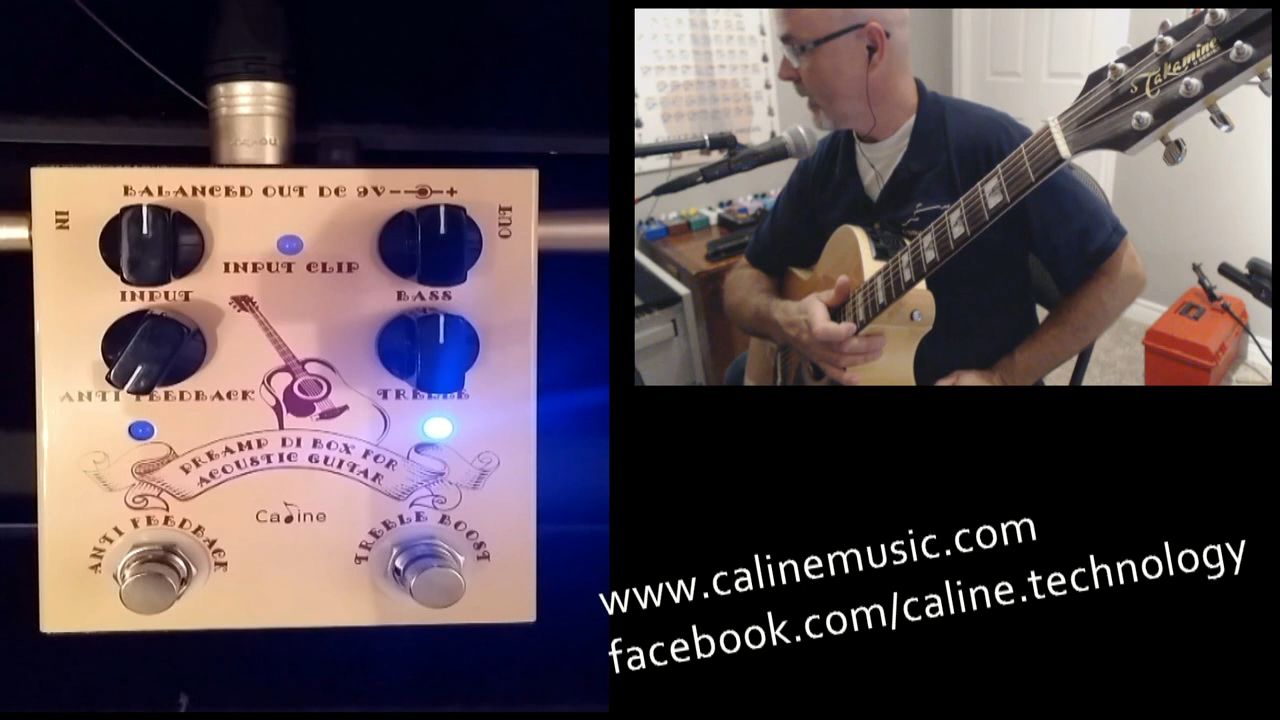 BALANCED OUT DC 9V
+
IN
OUT
INPUT CLIP
INPUT
BASS
ANTI FEEDBACK
TREBLE
PREAMP DI BOX FOR
ACOUSTIC GUITAR
Caline
ANTI FEEDBACK
TREBLE BOOST
Takamine
www.calinemusic.com
facebook.com/caline.technology